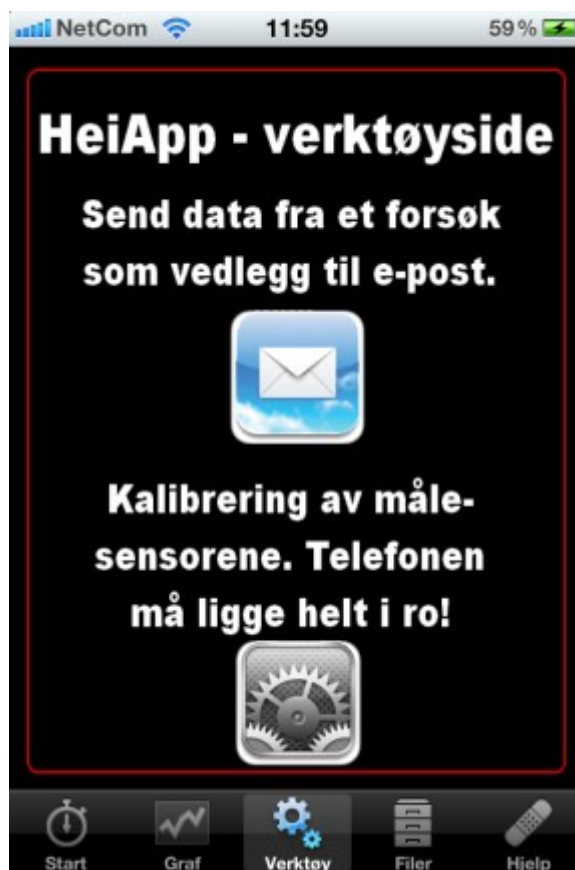 NetCom 11:59 59 %
HeiApp - verktøyside
Send data fra et forsøk
som vedlegg til e-post.
Kalibrering av måle-
sensorene. Telefonen
må ligge helt i ro!
Start Graf Verktøy Filer Hjelp